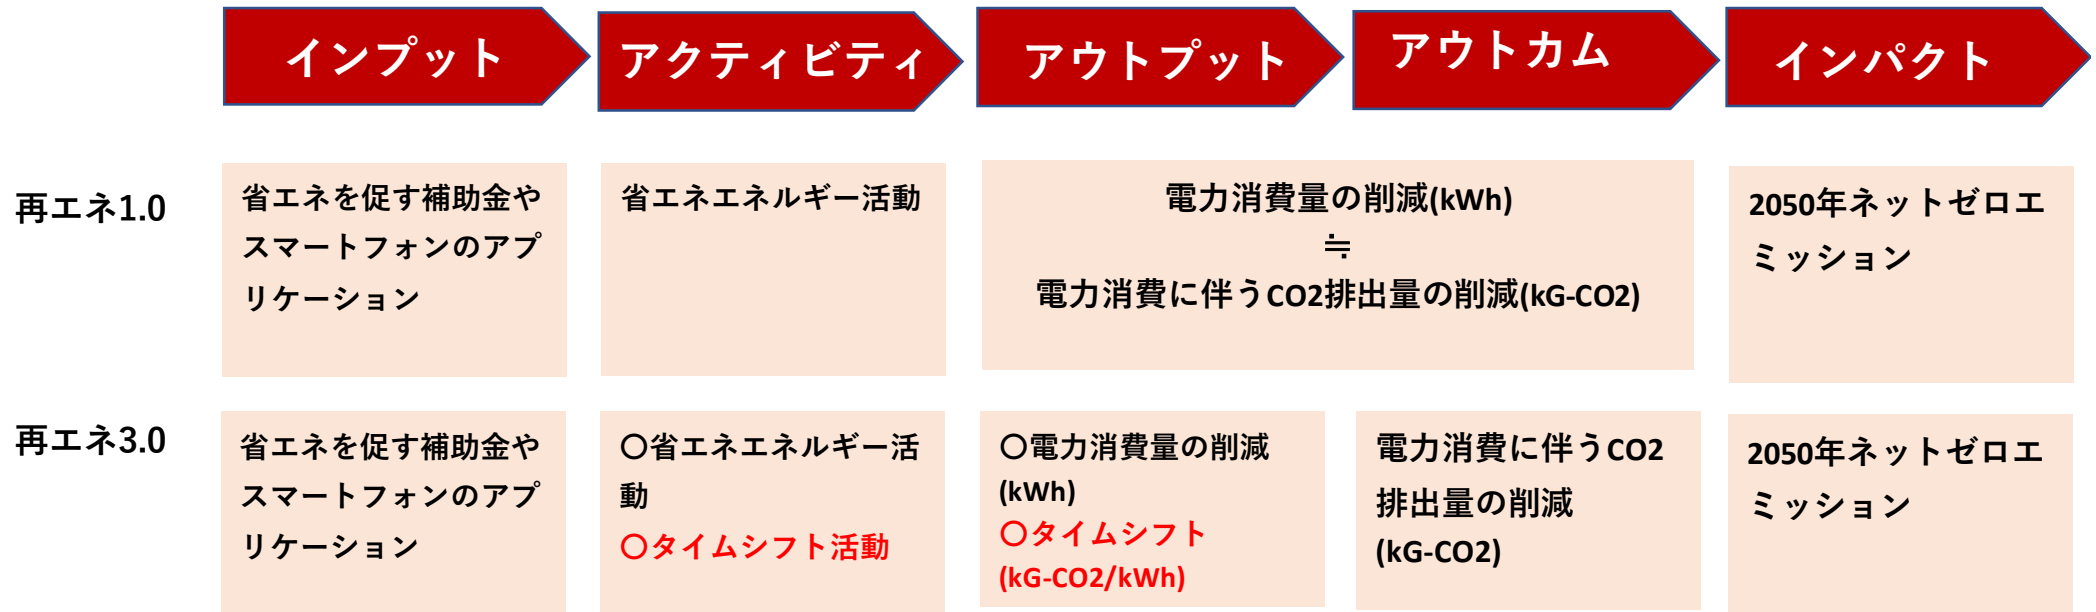 インプット
アクティビティ
アウトプット
アウトカム
インパクト
再エネ1.0
省エネを促す補助金や
スマートフォンのアプ
リケーション
省エネエネルギー活動
電力消費量の削減(kWh)
≒
電力消費に伴うCO2排出量の削減(kG-CO2)
2050年ネットゼロエ
ミッション
再エネ3.0
省エネを促す補助金や
スマートフォンのアプ
リケーション
〇省エネエネルギー活
動
〇タイムシフト活動
〇電力消費量の削減
(kWh)
〇タイムシフト
(kG-CO2/kWh)
電力消費に伴うCO2
排出量の削減
(kG-CO2)
2050年ネットゼロエ
ミッション